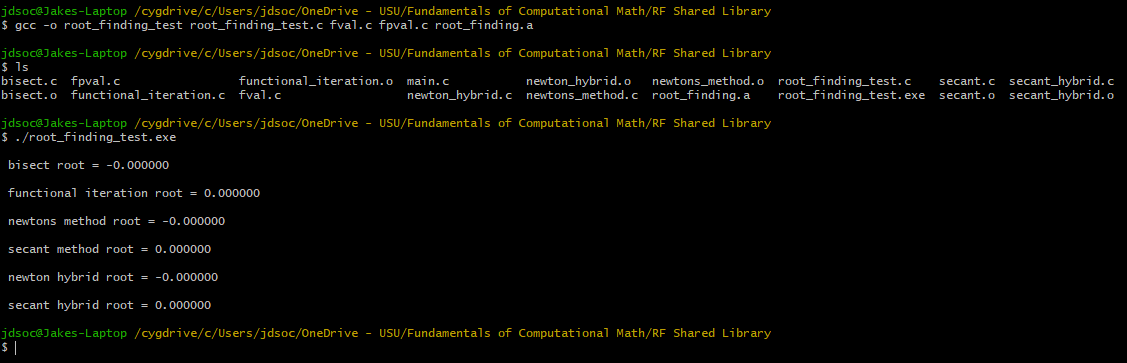 jdsoc@Jakes-Laptop /cygdrive/c/Users/jdsoc/OneDrive - USU/Fundamentals of Computational Math/RF Shared Library
$ gcc -o root_finding_test root_finding_test.c fval.c fpval.c root_finding.a
jdsoc@Jakes-Laptop /cygdrive/c/Users/jdsoc/OneDrive - USU/Fundamentals of Computational Math/RF Shared Library
$ ls
bisect.c fpval.c functional_iteration.o main.c newton_hybrid.o newtons_method.o root_finding_test.c secant.c secant_hybrid.c
bisect.o functional_iteration.c fval.c newton_hybrid.c newtons_method.c root_finding.a root_finding_test.exe secant.o secant_hybrid.o
jdsoc@Jakes-Laptop /cygdrive/c/Users/jdsoc/OneDrive - USU/Fundamentals of Computational Math/RF Shared Library
$ ./root_finding_test.exe
bisect root = -0.000000
functional iteration root = 0.000000
newtons method root = -0.000000
secant method root = 0.000000
newton hybrid root = -0.000000
secant hybrid root = 0.000000
jdsoc@Jakes-Laptop /cygdrive/c/Users/jdsoc/OneDrive - USU/Fundamentals of Computational Math/RF Shared Library
$